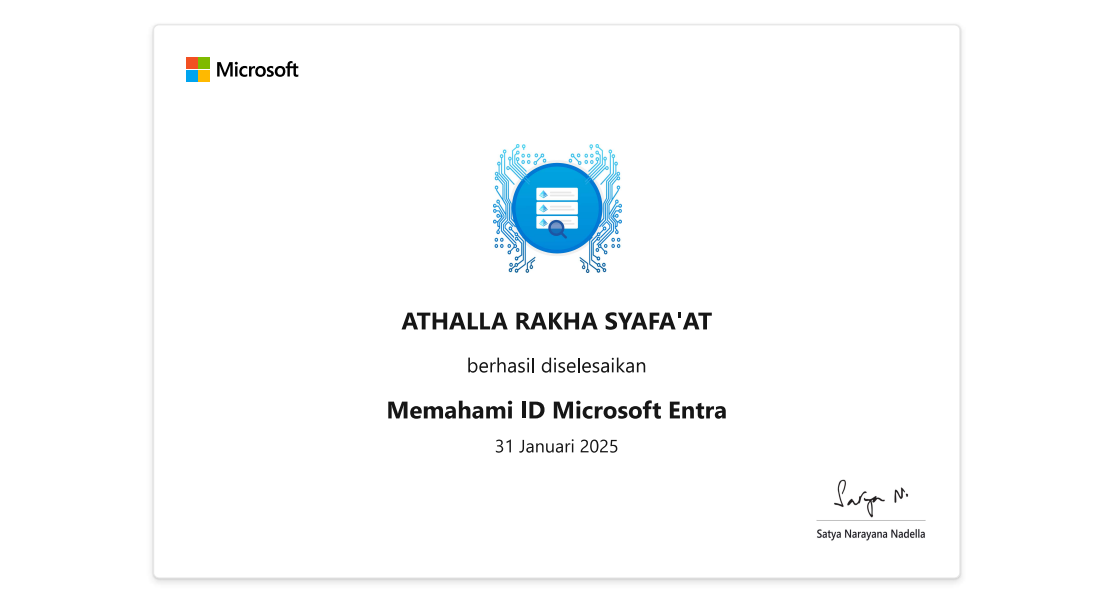 Microsoft
ATHALLA RAKHA SYAFA'AT
berhasil diselesaikan
Memahami ID Microsoft Entra
31 Januari 2025
Satya N.
Satya Narayana Nadella